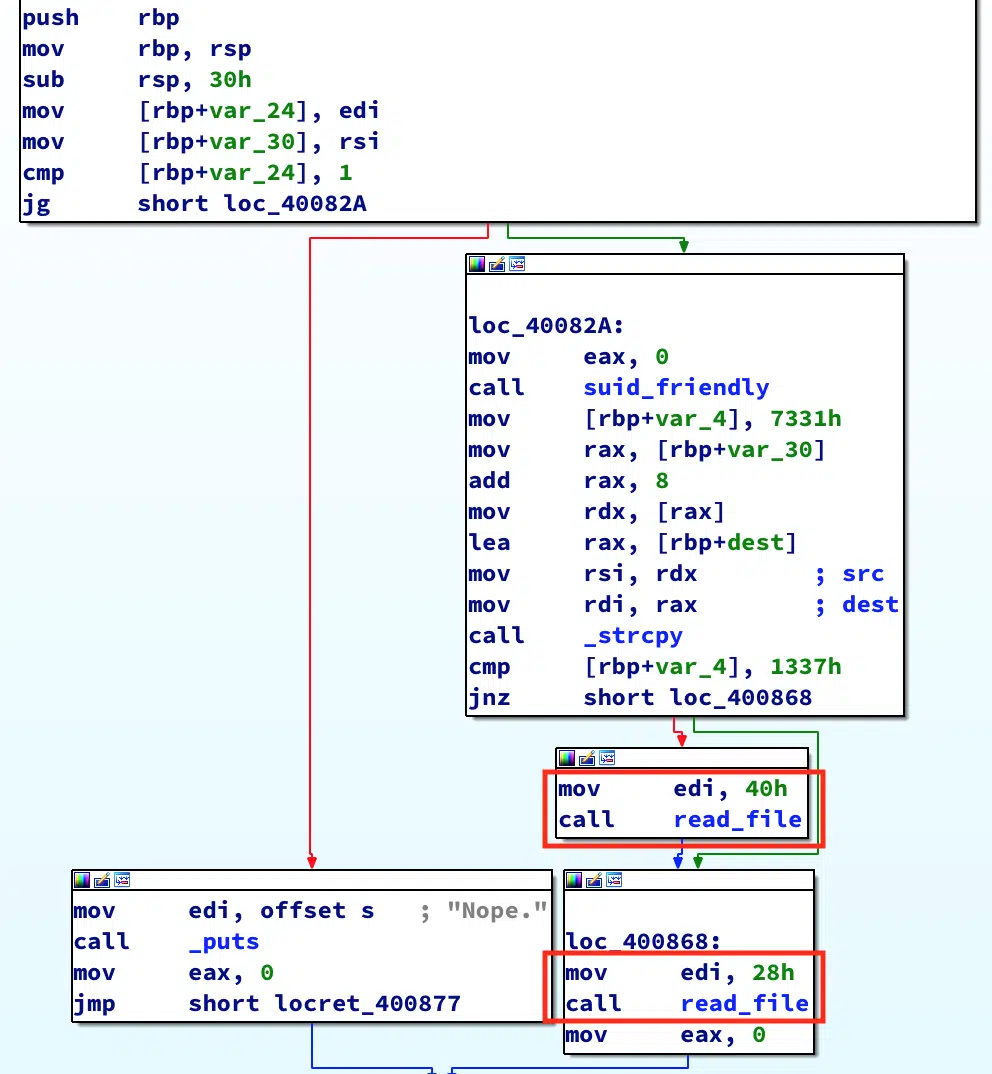 push rbp
mov rbp, rsp
sub rsp, 30h
mov [rbp+var_24], edi
mov [rbp+var_30], rsi
cmp [rbp+var_24], 1
jg short loc_40082A
loc_40082A:
mov eax, 0
call suid_friendly
mov [rbp+var_4], 7331h
mov rax, [rbp+var_30]
add rax, 8
mov rdx, [rax]
lea rax, [rbp+dest]
mov rsi, rdx ; src
mov rdi, rax ; dest
call _strcpy
cmp [rbp+var_4], 1337h
jnz short loc_400868
mov edi, 40h
call read_file
mov edi, offset s ; "Nope."
call _puts
mov eax, 0
jmp short locret_400877
loc_400868:
mov edi, 28h
call read_file
mov eax, 0